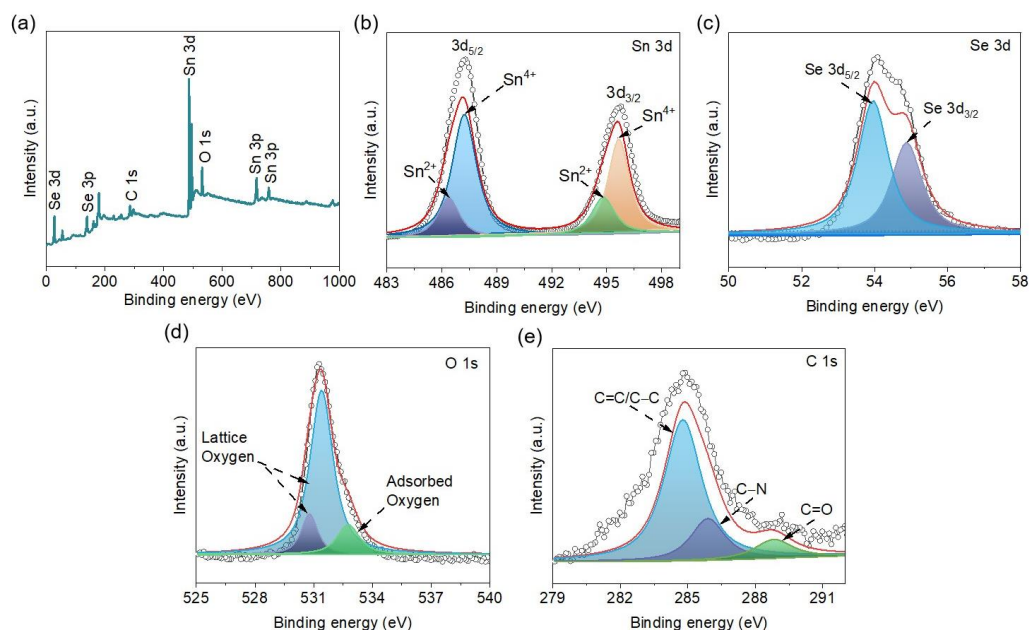 (a)
Se 3d
Se 3p
C 1s
Sn 3d
O 1s
Sn 3p
Sn 3p
Intensity (a.u.)
0 200 400 600 800 1000
Binding energy (eV)
(b)
Sn 3d
3d5/2
Sn4+
Sn2+
3d3/2
Sn4+
Sn2+
Intensity (a.u.)
483 486 489 492 495 498
Binding energy (eV)
(c)
Se 3d
Se 3d5/2
Se 3d3/2
Intensity (a.u.)
50 52 54 56 58
Binding energy (eV)
(d)
O 1s
Lattice
Oxygen
Adsorbed
Oxygen
Intensity (a.u.)
525 528 531 534 537 540
Binding energy (eV)
(e)
C 1s
C=C/C–C
C–N
C=O
Intensity (a.u.)
279 282 285 288 291
Binding energy (eV)